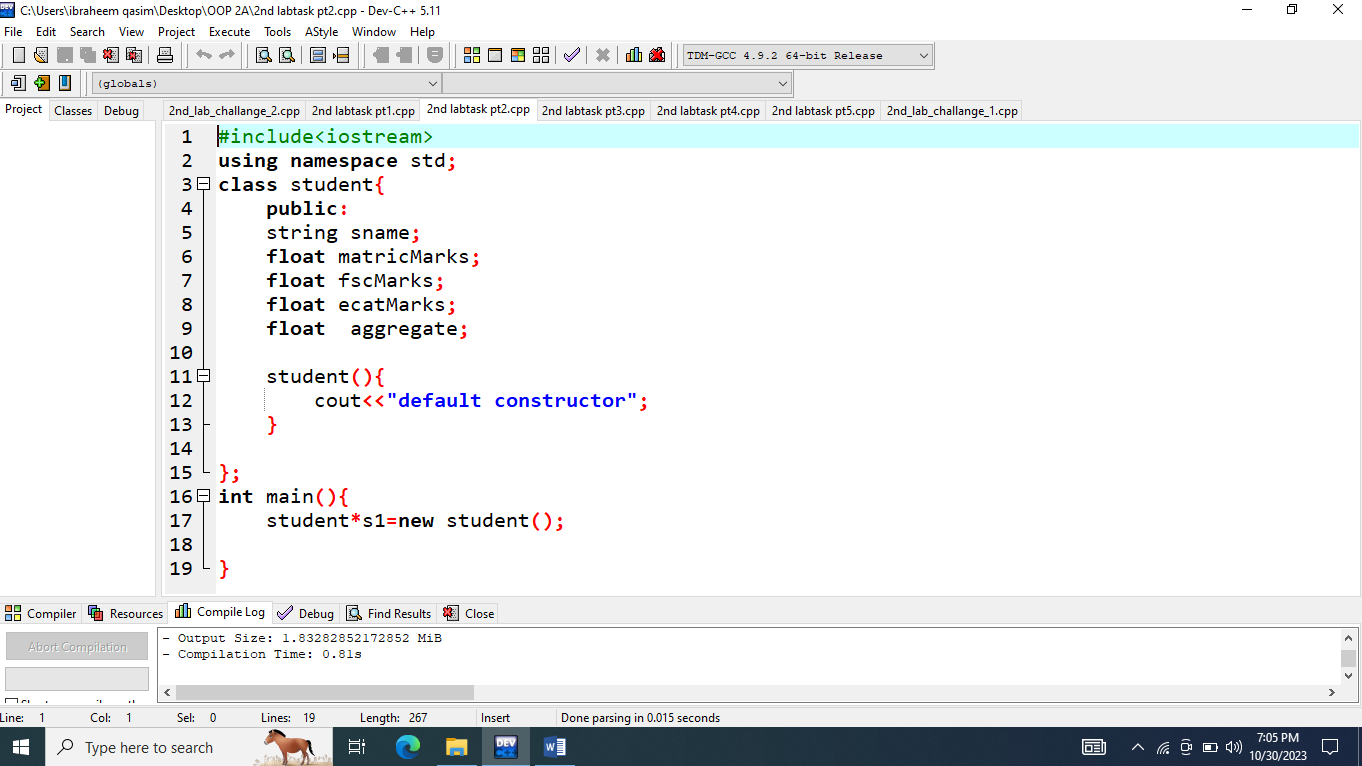 C:\Users\ibraheem qasim\Desktop\OOP 2A\2nd labtask pt2.cpp - Dev-C++ 5.11
File Edit Search View Project Execute Tools AStyle Window Help
TDM-GCC 4.9.2 64-bit Release
(globals)
Project Classes Debug 2nd_lab_challange_2.cpp 2nd labtask pt1.cpp 2nd labtask pt2.cpp 2nd labtask pt3.cpp 2nd labtask pt4.cpp 2nd labtask pt5.cpp 2nd_lab_challange_1.cpp
1 #include<iostream>
2 using namespace std;
3 class student{
4 public:
5 string sname;
6 float matricMarks;
7 float fscMarks;
8 float ecatMarks;
9 float  aggregate;
10
11 student(){
12 cout<<"default constructor";
13 }
14
15 };
16 int main(){
17 student*s1=new student();
18
19 }
Compiler Resources Compile Log Debug Find Results Close
Abort Compilation
- Output Size: 1.83282852172852 MiB
- Compilation Time: 0.81s
Line: 1 Col: 1 Sel: 0 Lines: 19 Length: 267 Insert Done parsing in 0.015 seconds
Type here to search
DEV
7:05 PM
10/30/2023